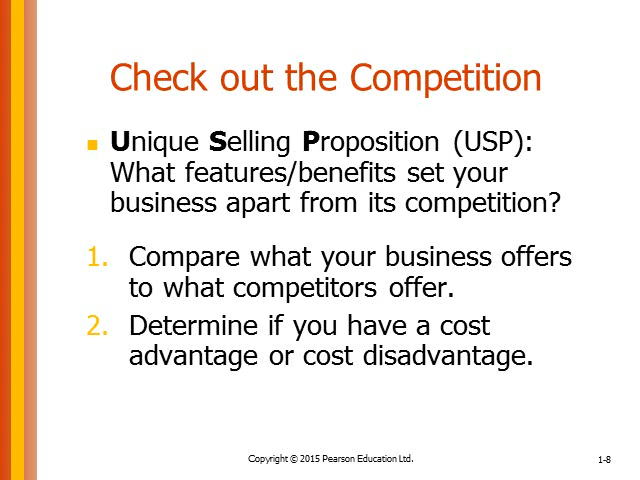 Check out the Competition
Unique Selling Proposition (USP):
What features/benefits set your
business apart from its competition?
1. Compare what your business offers
to what competitors offer.
2. Determine if you have a cost
advantage or cost disadvantage.
Copyright © 2015 Pearson Education Ltd.
1-8